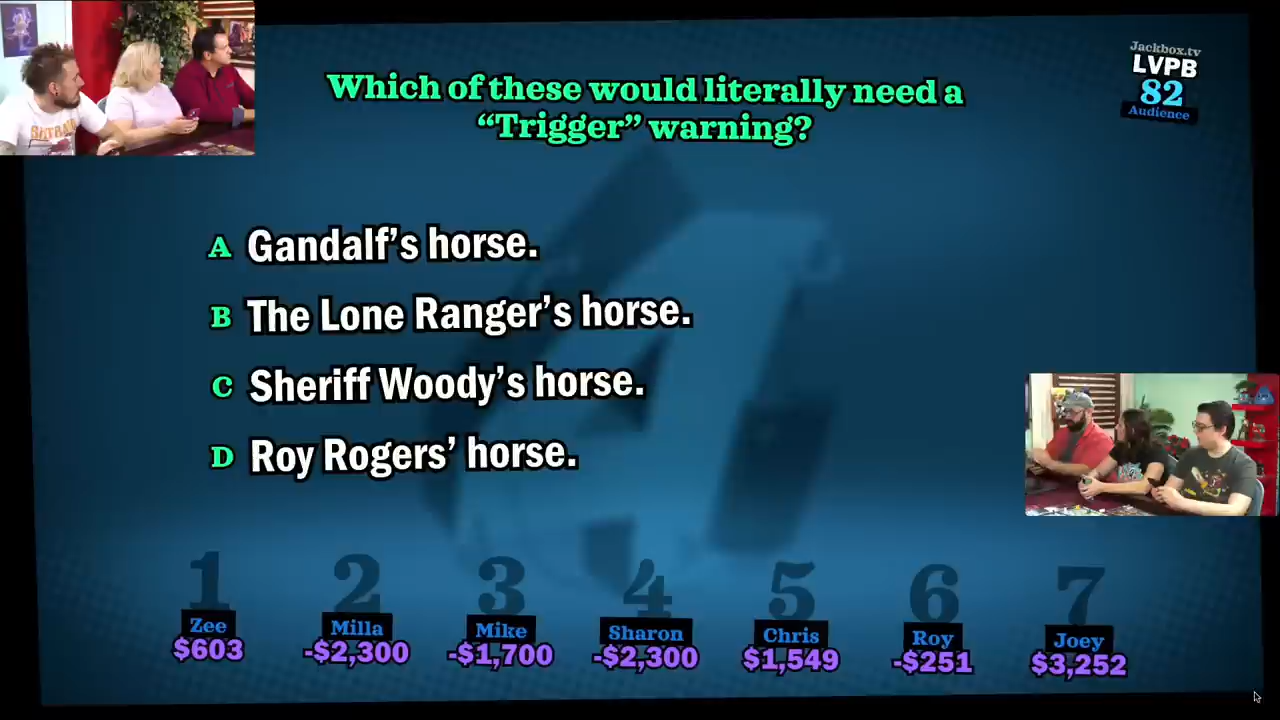 Jackbox.tv
LVPB
82
Audience
Which of these would literally need a
“Trigger” warning?
A Gandalf’s horse.
B The Lone Ranger’s horse.
C Sheriff Woody’s horse.
D Roy Rogers’ horse.
1 2 3 4 5 6 7
Zee Milla Mike Sharon Chris Roy Joey
$603 -$2,300 -$1,700 -$2,300 $1,549 -$251 $3,252